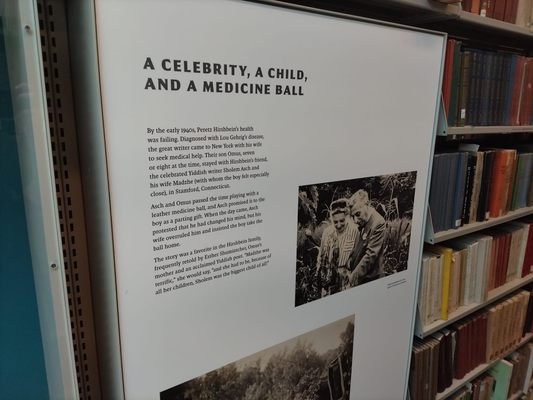 A CELEBRITY, A CHILD,
AND A MEDICINE BALL
By the early 1940s, Peretz Hirshbein's health
was failing. Diagnosed with Lou Gehrig's disease,
the great writer came to New York with his wife
to seek medical help. Their son Omus, seven
or eight at the time, stayed with Hirshbein's friend,
the celebrated Yiddish writer Sholem Asch and
his wife Madzhe (with whom the boy felt especially
close), in Stamford, Connecticut.
Asch and Omus passed the time playing with a
leather medicine ball, and Asch promised it to the
boy as a parting gift. When the day came, Asch
protested that he had changed his mind, but his
wife overruled him and insisted the boy take the
ball home.
The story was a favorite in the Hirshbein family,
frequently retold by Esther Shumiatcher, Omus's
mother and an acclaimed Yiddish poet. "Madzhe was
terrific," she would say, "and she had to be, because of
all her children, Sholem was the biggest child of all!"